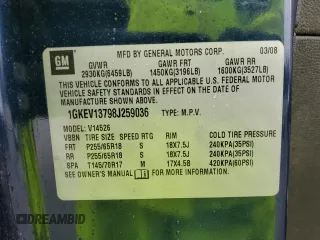 GM
MFD BY GENERAL MOTORS CORP. 03/08
GVWR GAWR FRT GAWR RR
2930KG(6459LB) 1450KG(3196LB) 1600KG(3527LB)
THIS VEHICLE CONFORMS TO ALL APPLICABLE U.S. FEDERAL MOTOR
VEHICLE SAFETY AND THEFT PREVENTION STANDARDS IN
EFFECT ON THE DATE OF MANUFACTURE SHOWN ABOVE.
1GKEV13798J259036 TYPE: M.P.V.
MODEL: V14526
VBBN TIRE SIZE SPEED RTG RIM COLD TIRE PRESSURE
FRT P255/65R18 S 18X7.5J 240KPA(35PSI)
RR P255/65R18 S 18X7.5J 240KPA(35PSI)
SPA T145/70R17 M 17X4.5B 420KPA(60PSI)
SEE OWNER'S MANUAL FOR MORE INFORMATION.
DREAMBID